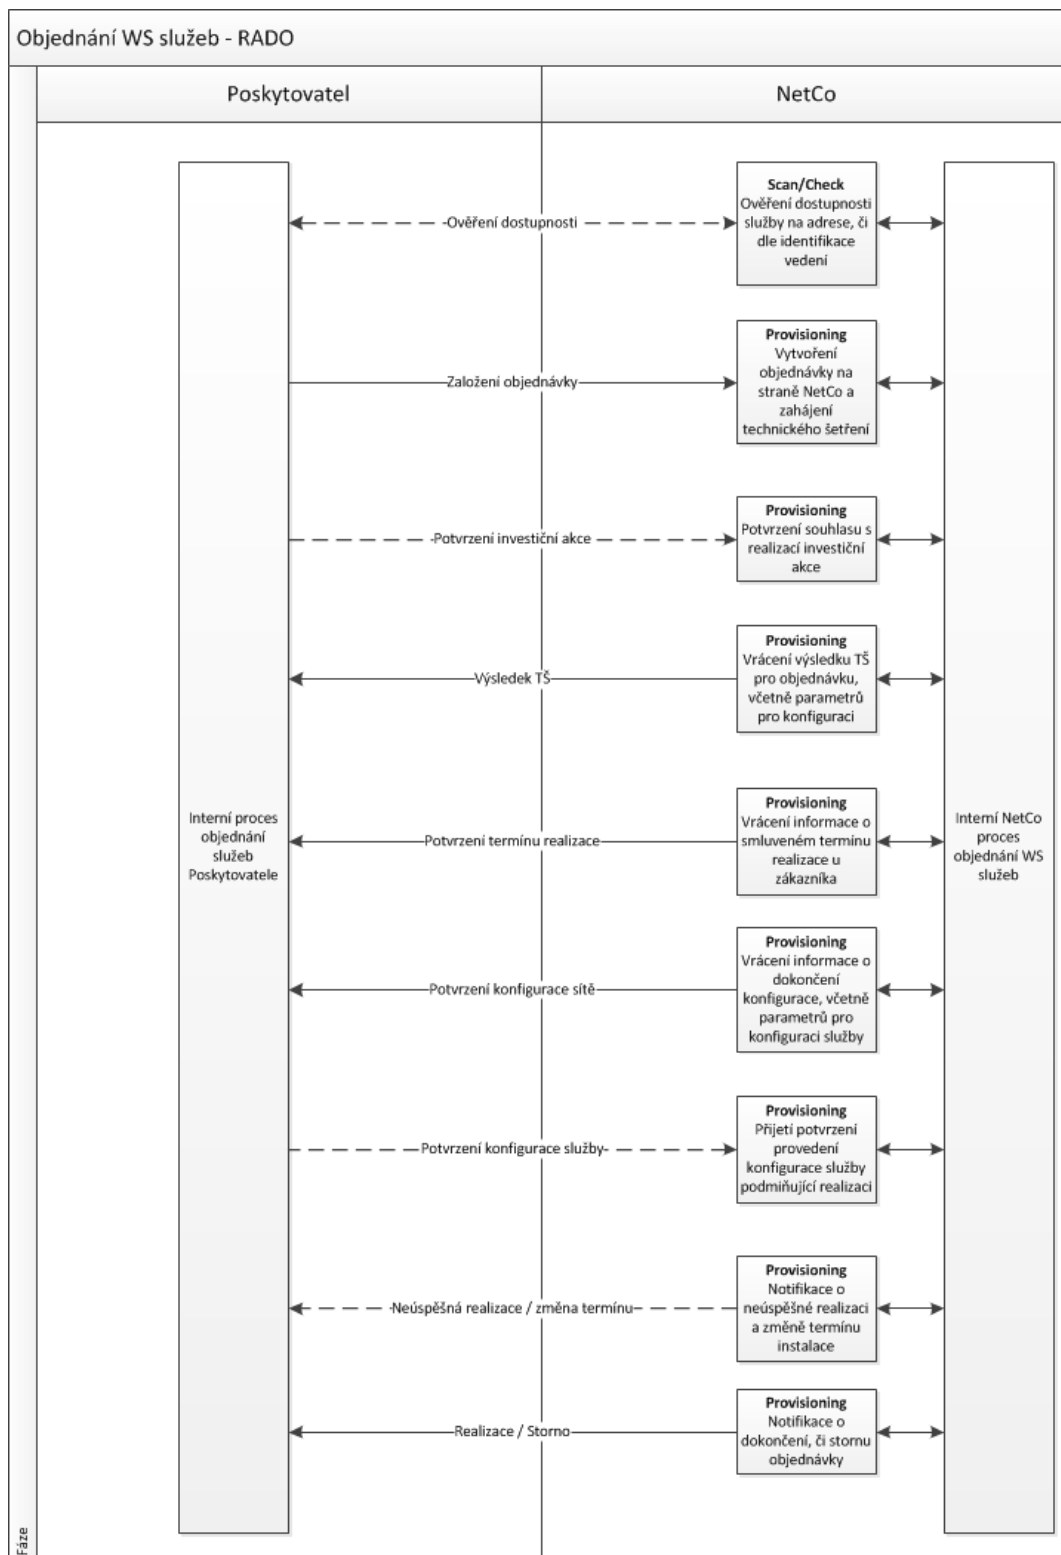 Objednání WS služeb - RADO
Poskytovatel
NetCo
Scan/Check
Ověření dostupnosti
služby na adrese, či
dle identifikace
vedení
Ověření dostupnosti
Provisioning
Vytvoření
objednávky na
straně NetCo a
zahájení
technického šetření
Založení objednávky
Provisioning
Potvrzení souhlasu s
realizací investiční
akce
Potvrzení investiční akce
Provisioning
Vrácení výsledku TŠ
pro objednávku,
včetně parametrů
pro konfiguraci
Výsledek TŠ
Interní proces
objednání
služeb
Poskytovatele
Potvrzení termínu realizace
Provisioning
Vrácení informace o
smluveném termínu
realizace u
zákazníka
Interní NetCo
proces
objednání WS
služeb
Provisioning
Vrácení informace o
dokončení
konfigurace, včetně
parametrů pro
konfiguraci služby
Potvrzení konfigurace sítě
Provisioning
Přijetí potvrzení
provedení
konfigurace služby
podmiňující realizaci
Potvrzení konfigurace služby
Provisioning
Notifikace o
neúspěšné realizaci
a změně termínu
instalace
Neúspěšná realizace / změna termínu
Provisioning
Notifikace o
dokončení, či stornu
objednávky
Realizace / Storno
Fáze